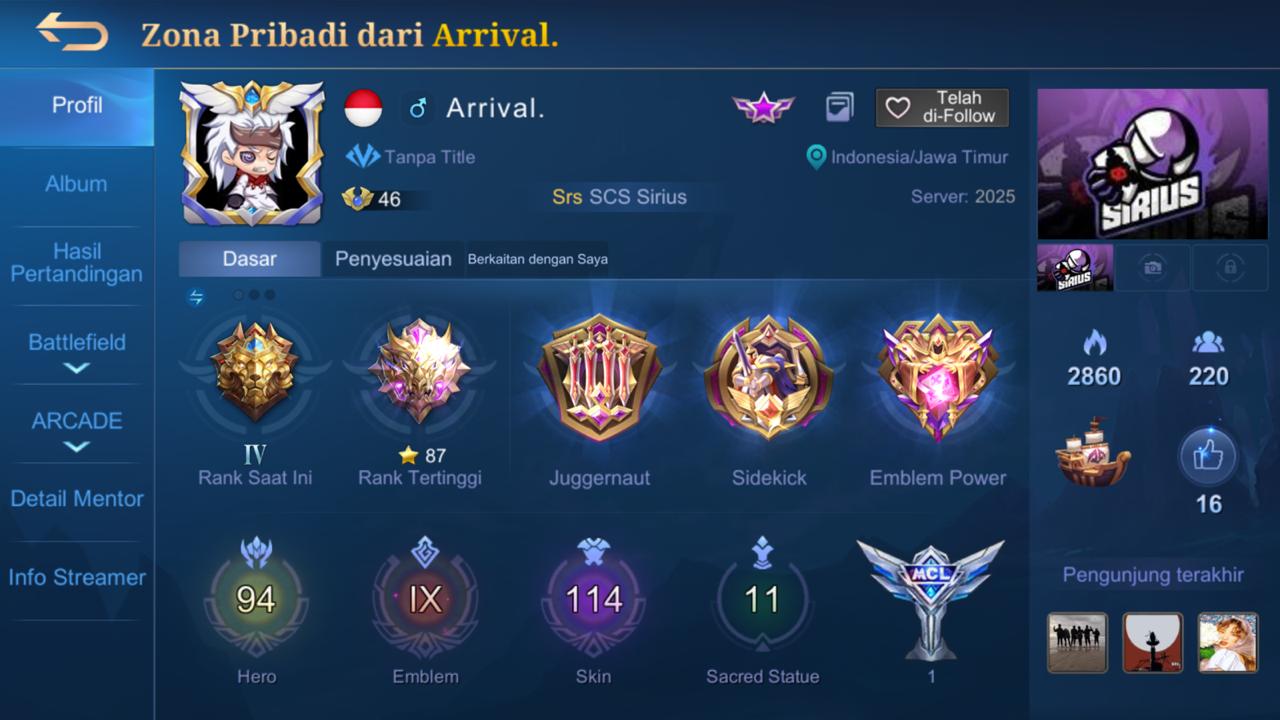 Zona Pribadi dari Arrival.
Profil
Album
Hasil
Pertandingan
Battlefield
ARCADE
Detail Mentor
Info Streamer
Arrival.
Telah
di-Follow
Tanpa Title
Indonesia/Jawa Timur
46
Srs SCS Sirius
Server: 2025
Dasar
Penyesuaian
Berkaitan dengan Saya
IV
Rank Saat Ini
87
Rank Tertinggi
Juggernaut
Sidekick
Emblem Power
94
Hero
IX
Emblem
114
Skin
11
Sacred Statue
MCL
1
SIRIUS
SIRIUS
2860
220
16
Pengunjung terakhir